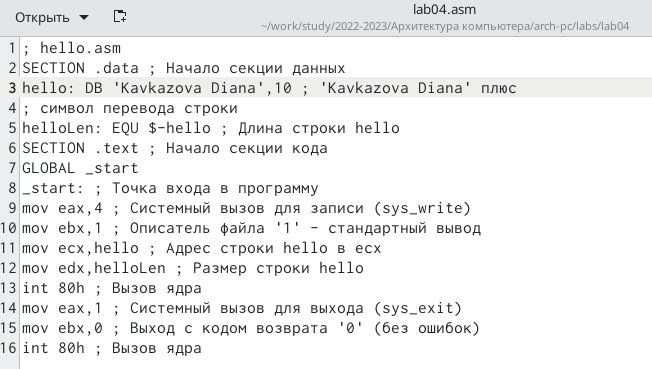 Открыть
lab04.asm
~/work/study/2022-2023/Архитектура компьютера/arch-pc/labs/lab04
1 ; hello.asm
2 SECTION .data ; Начало секции данных
3 hello: DB 'Kavkazova Diana',10 ; 'Kavkazova Diana' плюс
4 ; символ перевода строки
5 helloLen: EQU $-hello ; Длина строки hello
6 SECTION .text ; Начало секции кода
7 GLOBAL _start
8 _start: ; Точка входа в программу
9 mov eax,4 ; Системный вызов для записи (sys_write)
10 mov ebx,1 ; Описатель файла '1' - стандартный вывод
11 mov ecx,hello ; Адрес строки hello в ecx
12 mov edx,helloLen ; Размер строки hello
13 int 80h ; Вызов ядра
14 mov eax,1 ; Системный вызов для выхода (sys_exit)
15 mov ebx,0 ; Выход с кодом возврата '0' (без ошибок)
16 int 80h ; Вызов ядра